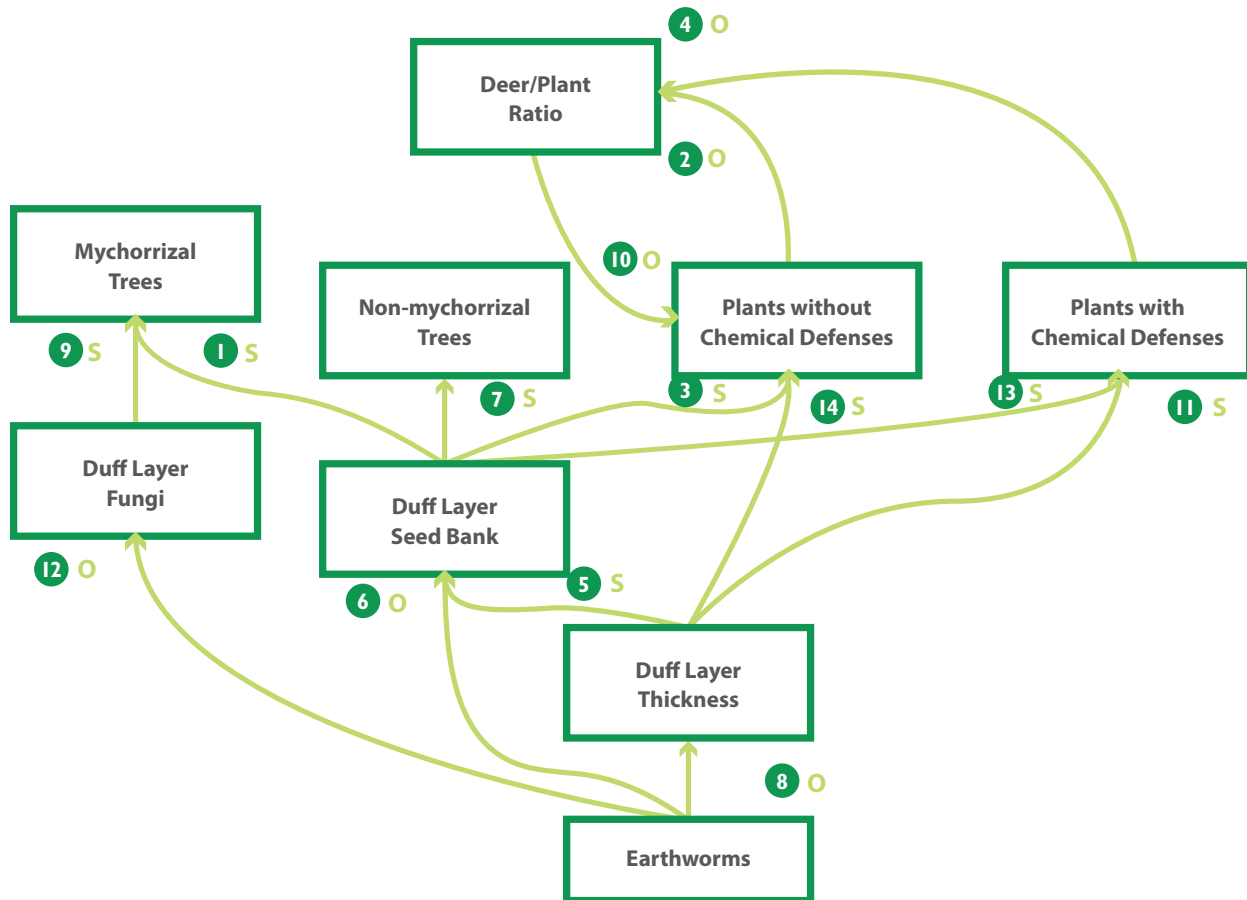 4 O
Deer/Plant
Ratio
2 O
Mychorrizal
Trees
10 O
Non-mychorrizal
Trees
Plants without
Chemical Defenses
Plants with
Chemical Defenses
9 S
1 S
7 S
3 S
14 S
13 S
11 S
Duff Layer
Fungi
Duff Layer
Seed Bank
12 O
6 O
5 S
Duff Layer
Thickness
8 O
Earthworms